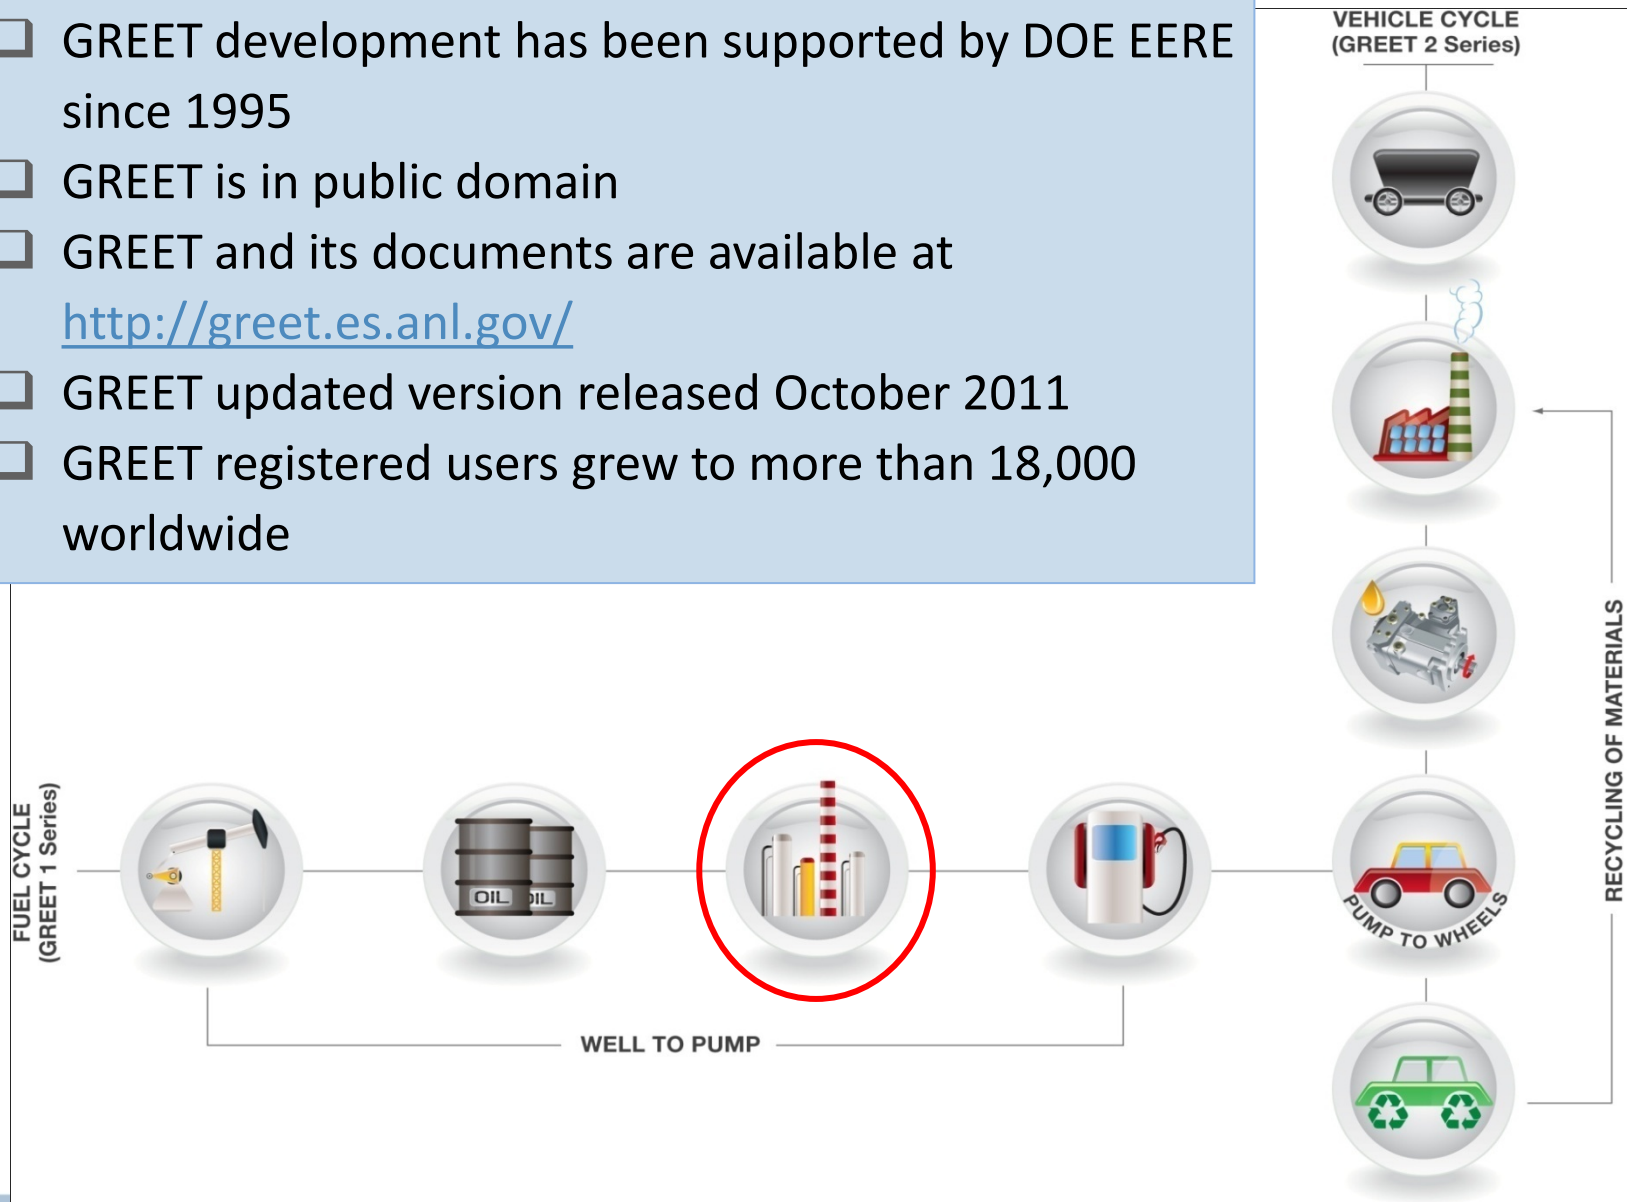 GREET development has been supported by DOE EERE
since 1995
GREET is in public domain
GREET and its documents are available at
http://greet.es.anl.gov/
GREET updated version released October 2011
GREET registered users grew to more than 18,000
worldwide
VEHICLE CYCLE
(GREET 2 Series)
RECYCLING OF MATERIALS
FUEL CYCLE
(GREET 1 Series)
OIL
OIL
PUMP TO WHEELS
WELL TO PUMP